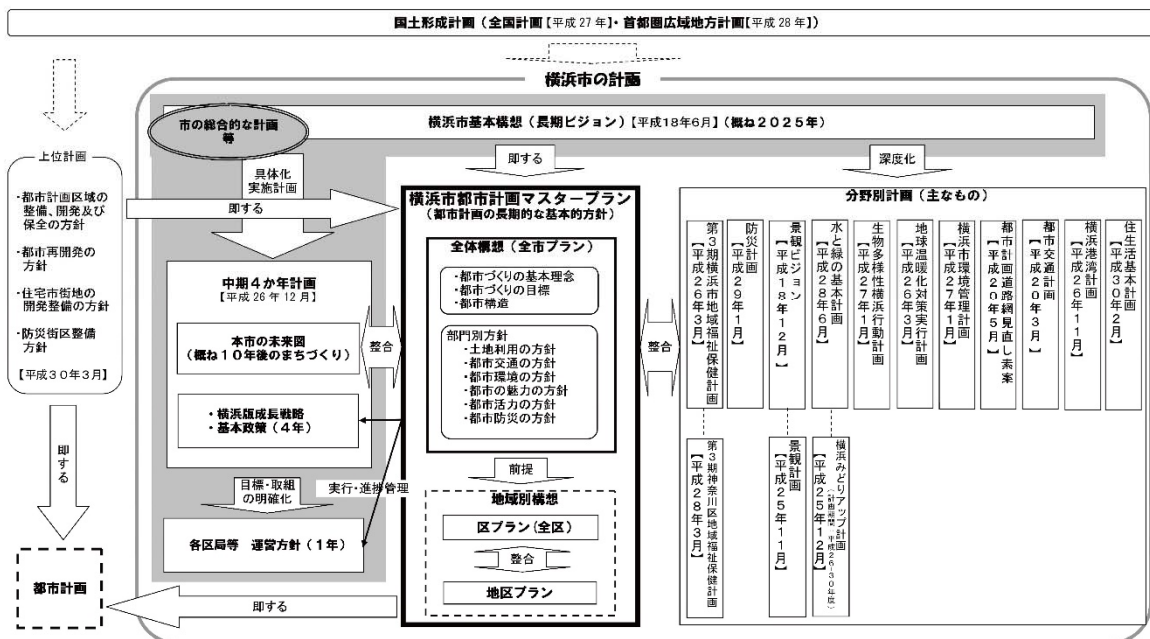 国土形成計画（全国計画【平成27年】・首都圏広域地方計画【平成28年】）
横浜市の計画
市の総合的な計画
等
横浜市基本構想（長期ビジョン）【平成18年6月】（概ね2025年）
上位計画
・都市計画区域の
整備、開発及び
保全の方針
・都市再開発の
方針
・住宅市街地の
開発整備の方針
・防災街区整備
方針
【平成30年3月】
即する
都市計画
具体化
実施計画
即する
中期4か年計画
【平成26年12月】
本市の未来図
（概ね10年後のまちづくり）
・横浜版成長戦略
・基本政策（4年）
目標・取組
の明確化
実行・進捗管理
各区局等　運営方針（1年）
即する
即する
横浜市都市計画マスタープラン
（都市計画の長期的な基本的方針）
全体構想（全市プラン）
・都市づくりの基本理念
・都市づくりの目標
・都市構造
部門別方針
・土地利用の方針
・都市交通の方針
・都市環境の方針
・都市の魅力の方針
・都市活力の方針
・都市防災の方針
整合
前提
地域別構想
区プラン（全区）
整合
地区プラン
整合
深度化
分野別計画（主なもの）
第3期横浜市地域福祉保健計画
【平成26年3月】
防災計画
【平成29年1月】
景観ビジョン
【平成18年12月】
水と緑の基本計画
【平成28年6月】
生物多様性横浜行動計画
【平成27年1月】
地球温暖化対策実行計画
【平成26年3月】
横浜市環境管理計画
【平成27年1月】
都市計画道路網見直し素案
【平成20年5月】
都市交通計画
【平成20年3月】
横浜港湾計画
【平成26年11月】
住生活基本計画
【平成30年2月】
第3期神奈川区地域福祉保健計画
【平成28年3月】
景観計画
【平成25年11月】
横浜みどりアップ計画
（計画期間　平成26-30年度）
【平成25年12月】